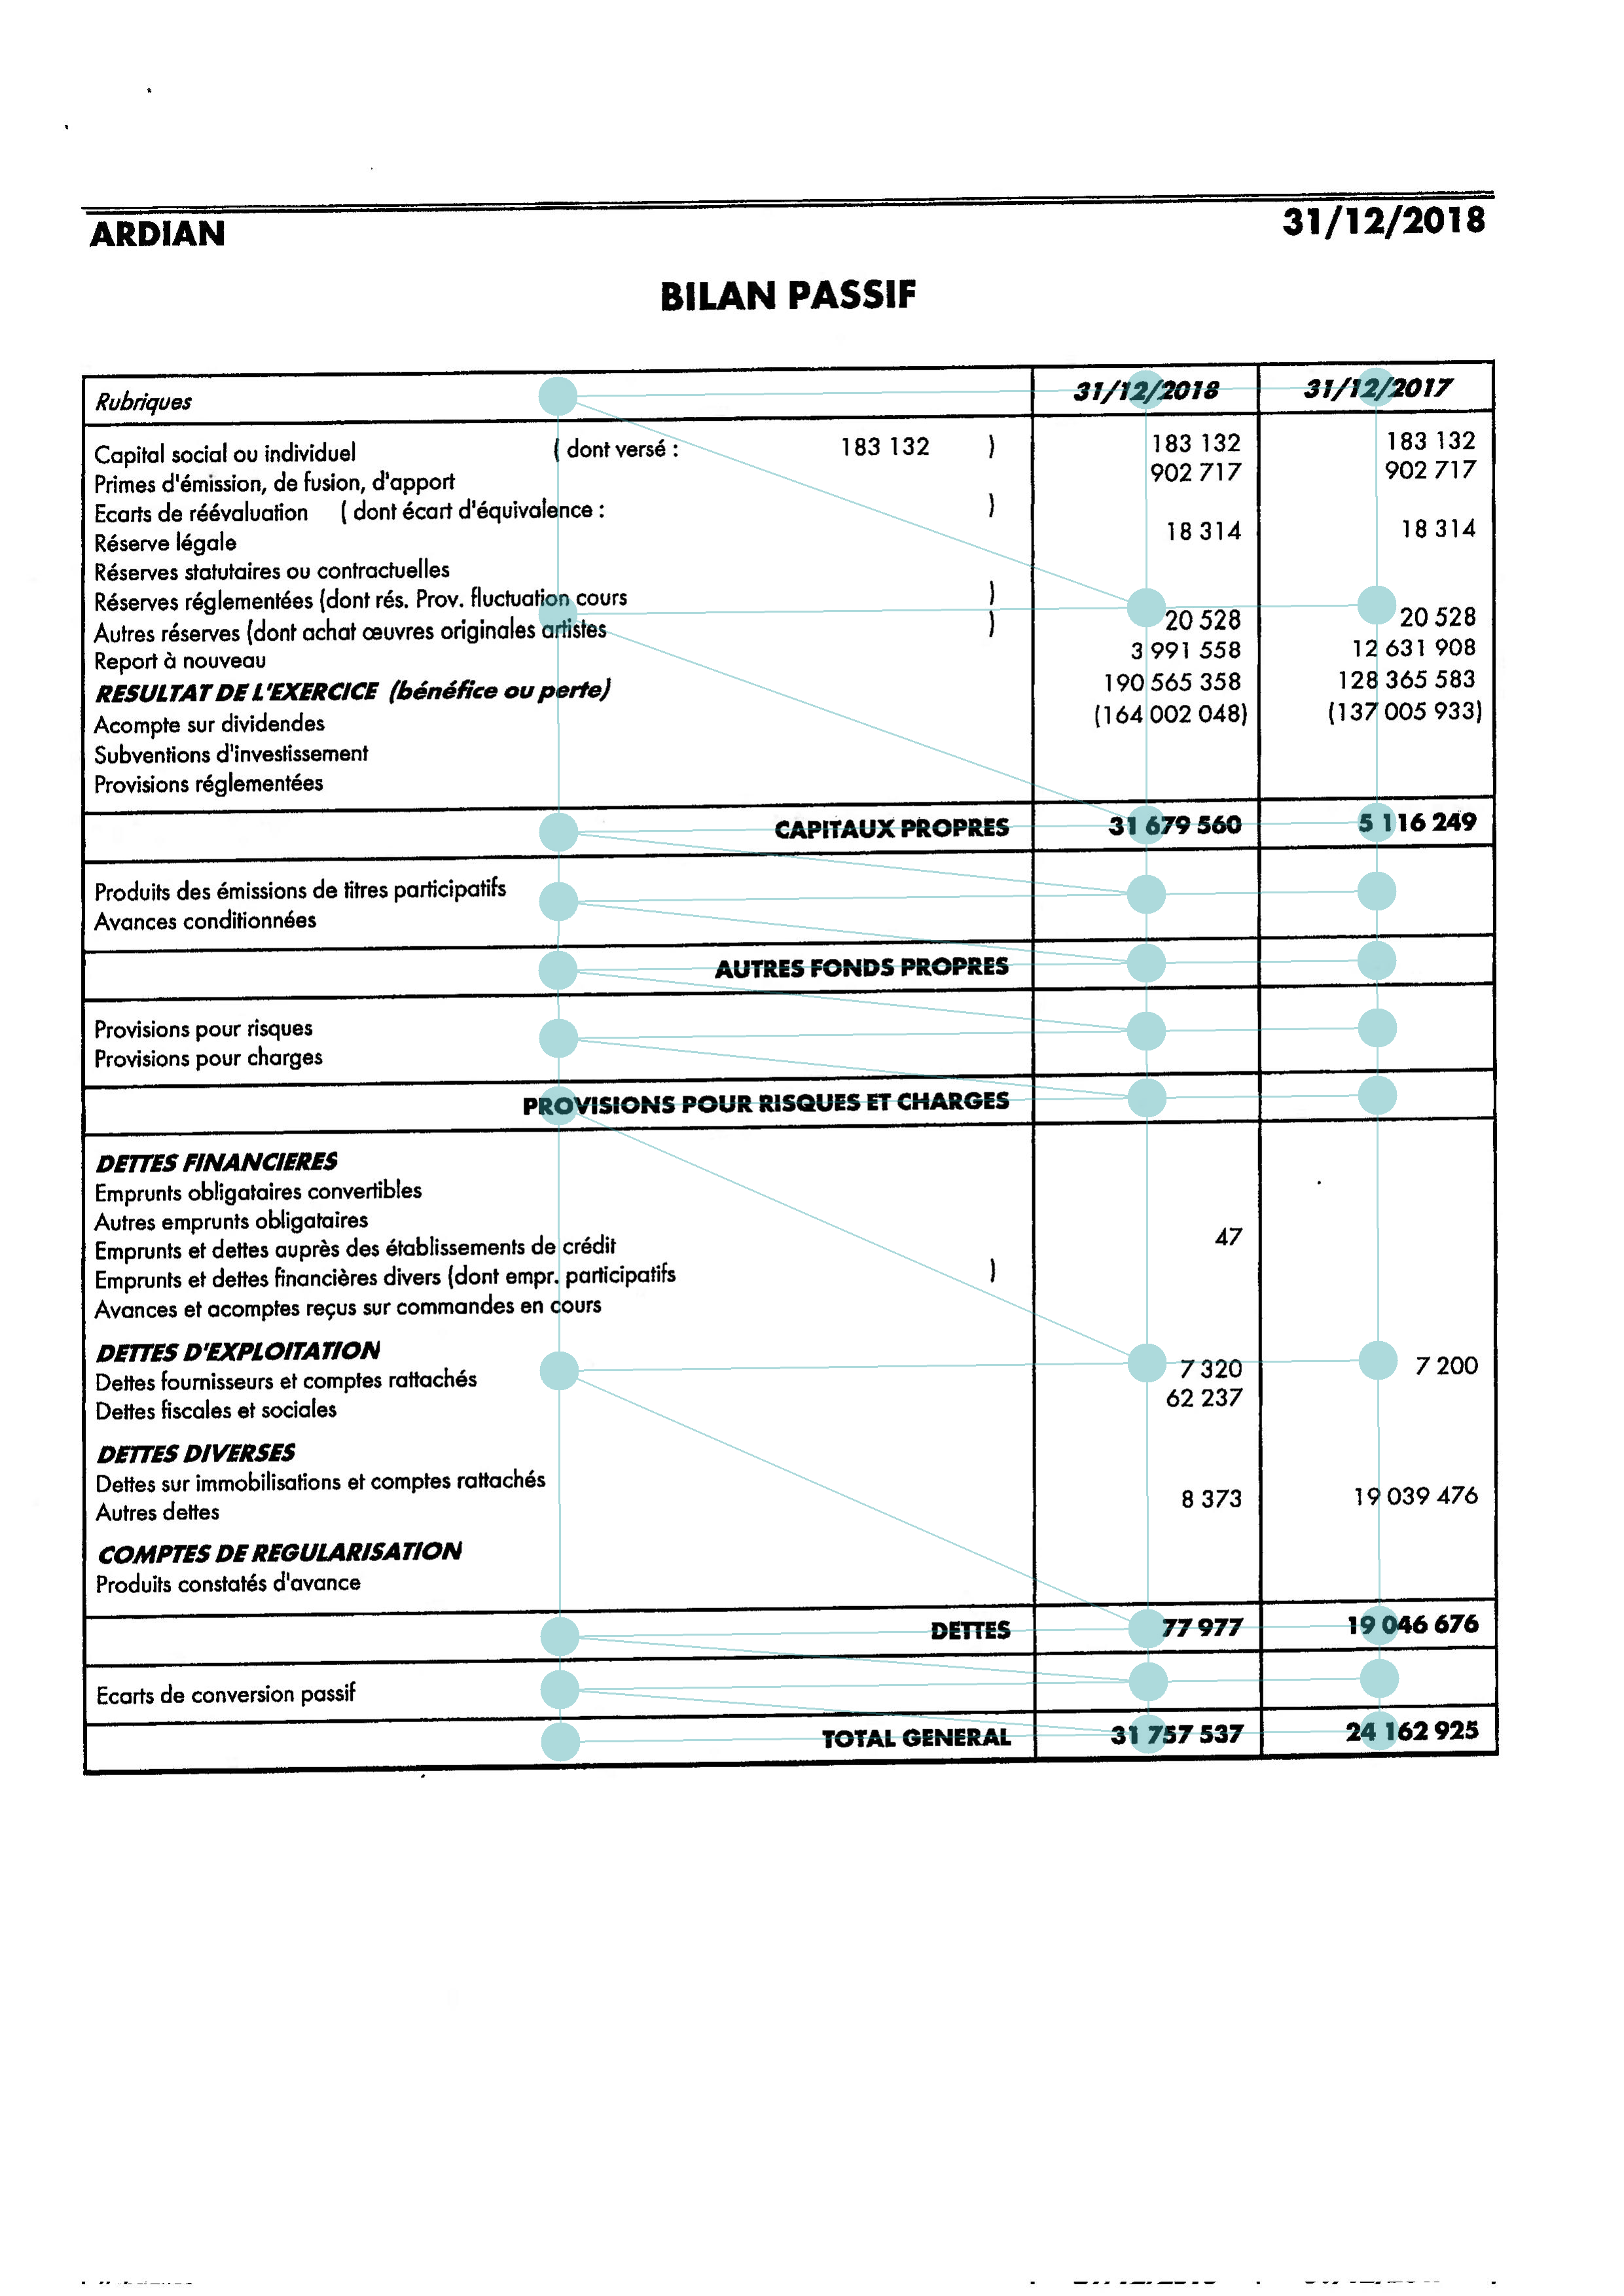 ARDIAN 31/12/2018
BILAN PASSIF
Rubriques 31/12/2018 31/12/2017
Capital social ou individuel ( dont versé : 183 132 ) 183 132 183 132
Primes d'émission, de fusion, d'apport 902 717 902 717
Ecarts de réévaluation ( dont écart d'équivalence : )
Réserve légale 18 314 18 314
Réserves statutaires ou contractuelles
Réserves réglementées (dont rés. Prov. fluctuation cours )
Autres réserves (dont achat œuvres originales artistes ) 20 528 20 528
Report à nouveau 3 991 558 12 631 908
RESULTAT DE L'EXERCICE (bénéfice ou perte) 190 565 358 128 365 583
Acompte sur dividendes (164 002 048) (137 005 933)
Subventions d'investissement
Provisions réglementées
CAPITAUX PROPRES 31 679 560 5 116 249
Produits des émissions de titres participatifs
Avances conditionnées
AUTRES FONDS PROPRES
Provisions pour risques
Provisions pour charges
PROVISIONS POUR RISQUES ET CHARGES
DETTES FINANCIERES
Emprunts obligataires convertibles
Autres emprunts obligataires
Emprunts et dettes auprès des établissements de crédit 47
Emprunts et dettes financières divers (dont empr. participatifs )
Avances et acomptes reçus sur commandes en cours
DETTES D'EXPLOITATION
Dettes fournisseurs et comptes rattachés 7 320 7 200
Dettes fiscales et sociales 62 237
DETTES DIVERSES
Dettes sur immobilisations et comptes rattachés
Autres dettes 8 373 19 039 476
COMPTES DE REGULARISATION
Produits constatés d'avance
DETTES 77 977 19 046 676
Ecarts de conversion passif
TOTAL GENERAL 31 757 537 24 162 925